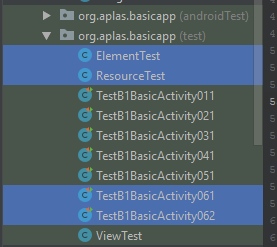 org.aplas.basicapp (androidTest)
org.aplas.basicapp (test)
ElementTest
ResourceTest
TestB1BasicActivity011
TestB1BasicActivity021
TestB1BasicActivity031
TestB1BasicActivity041
TestB1BasicActivity051
TestB1BasicActivity061
TestB1BasicActivity062
ViewTest